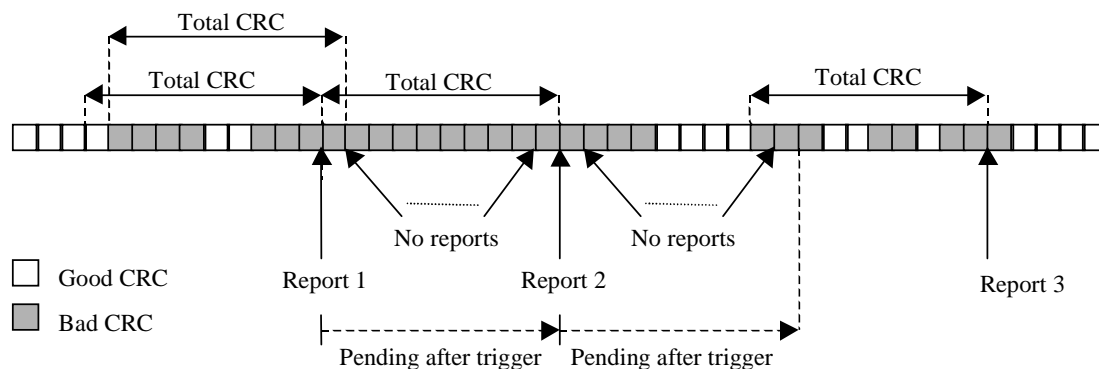 Total CRC
Total CRC
Total CRC
Total CRC
No reports
No reports
Good CRC
Report 1
Report 2
Report 3
Bad CRC
Pending after trigger
Pending after trigger